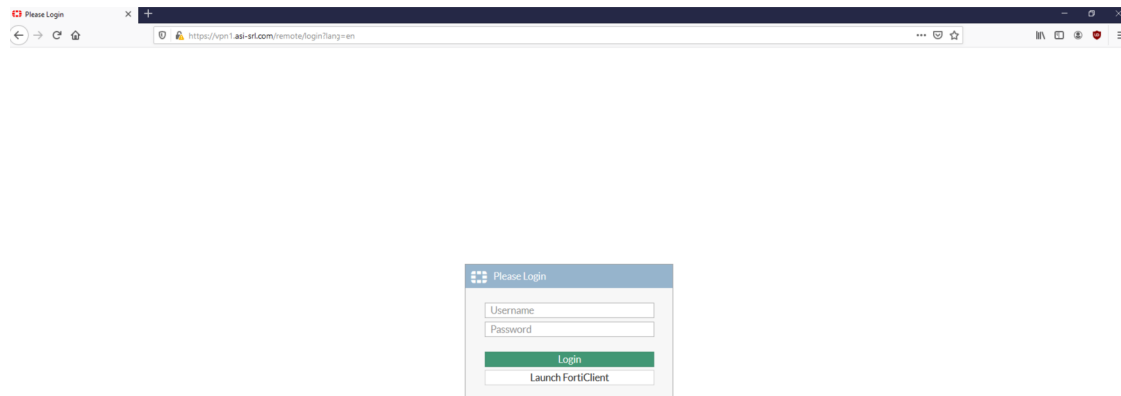 Please Login
https://vpn1.asi-srl.com/remote/login?lang=en
Please Login
Username
Password
Login
Launch FortiClient